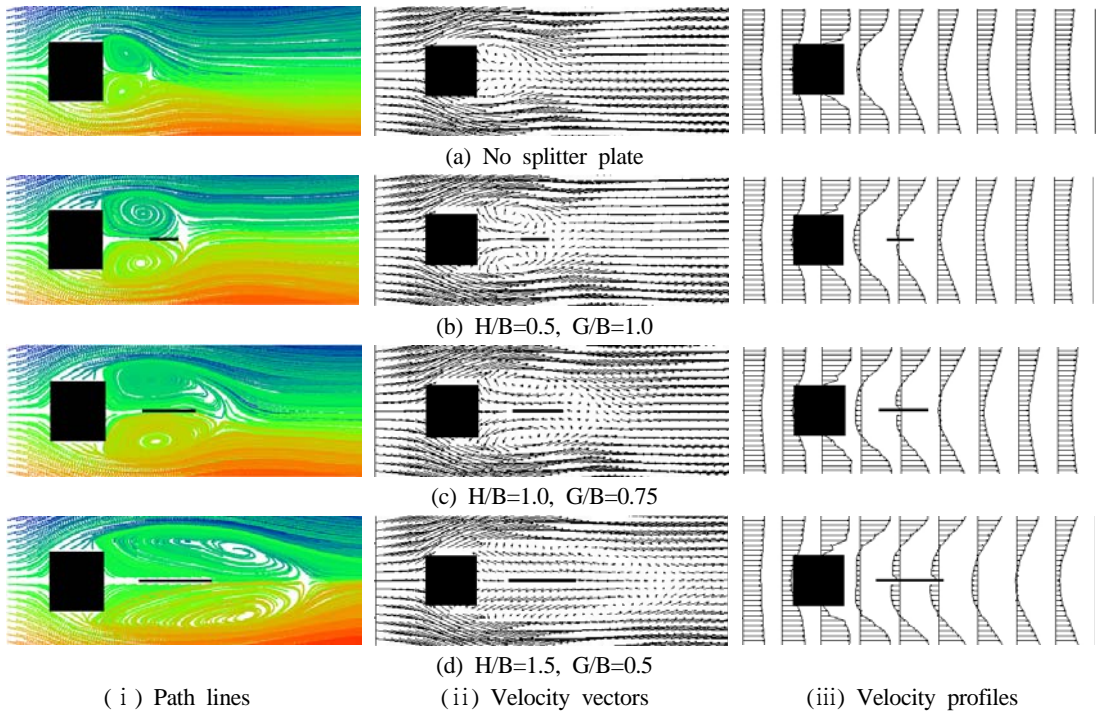 (a) No splitter plate
(b) H/B=0.5, G/B=1.0
(c) H/B=1.0, G/B=0.75
(d) H/B=1.5, G/B=0.5
(ⅰ) Path lines
(ⅱ) Velocity vectors
(ⅲ) Velocity profiles